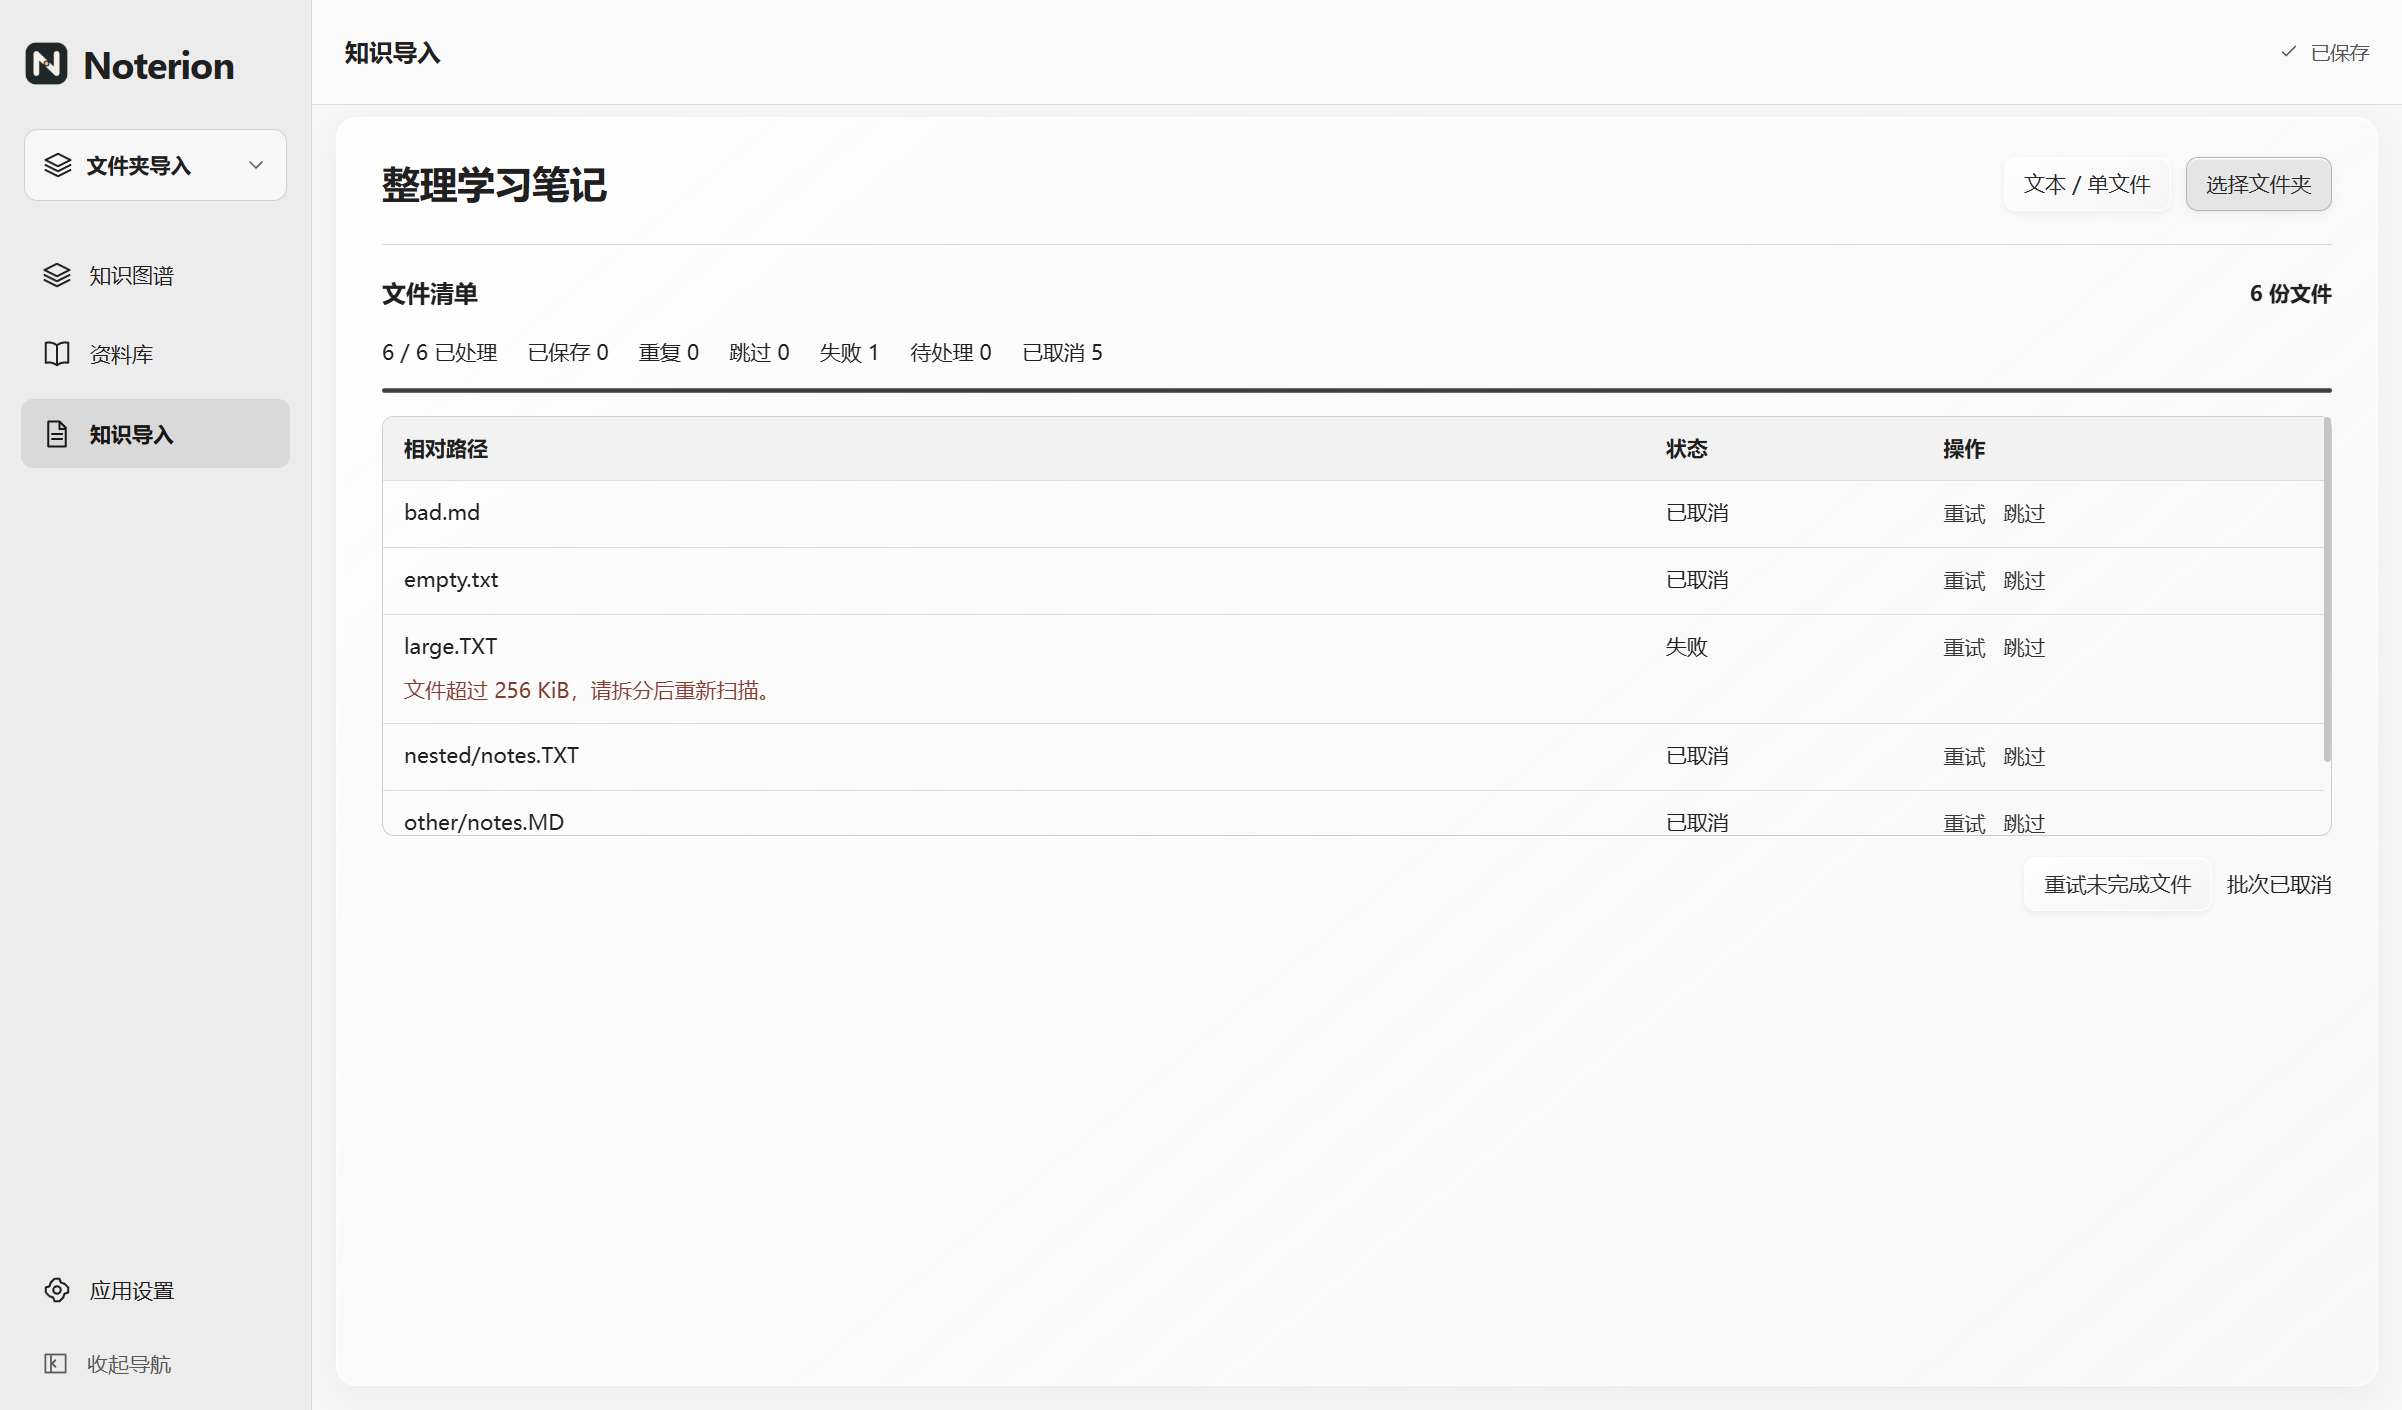 Noterion
文件夹导入
知识图谱
资料库
知识导入
应用设置
收起导航
知识导入
已保存
整理学习笔记
文本 / 单文件
选择文件夹
文件清单
6 份文件
6 / 6 已处理 已保存 0 重复 0 跳过 0 失败 1 待处理 0 已取消 5
相对路径 状态 操作
bad.md 已取消 重试 跳过
empty.txt 已取消 重试 跳过
large.TXT 失败 重试 跳过
文件超过 256 KiB，请拆分后重新扫描。
nested/notes.TXT 已取消 重试 跳过
other/notes.MD 已取消 重试 跳过
重试未完成文件 批次已取消